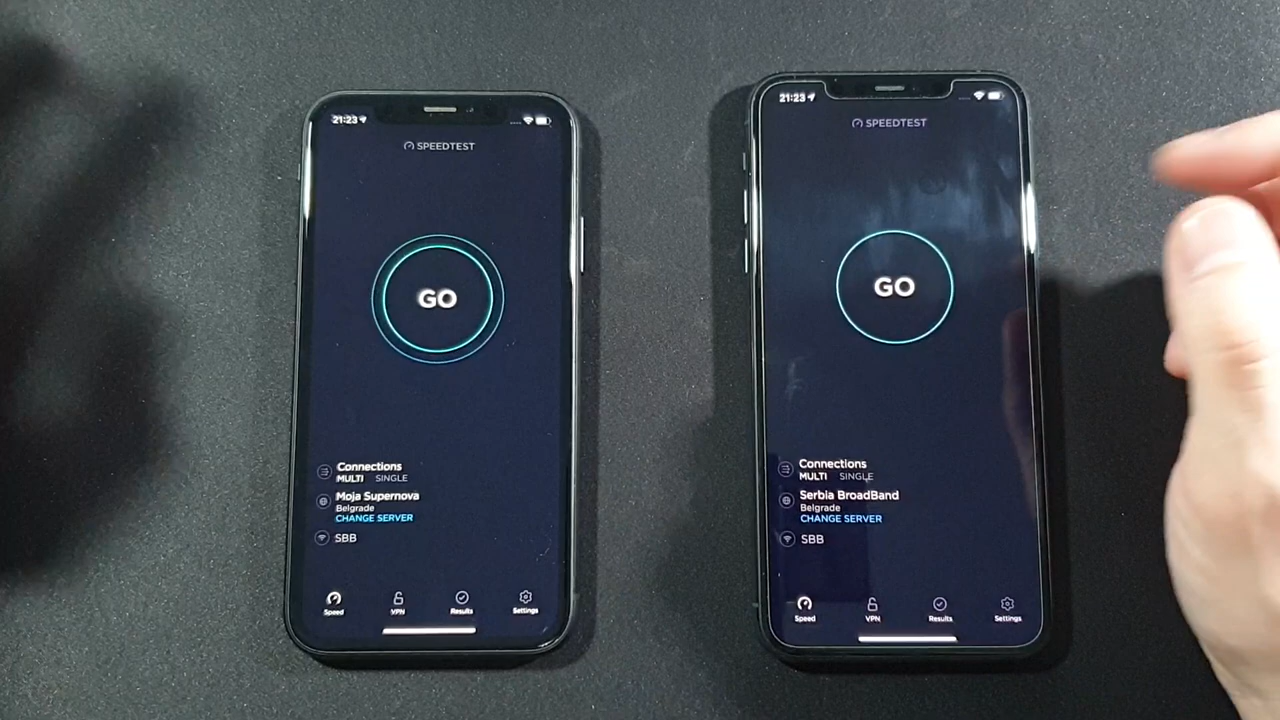 21:23
SPEEDTEST
GO
Connections
MULTI SINGLE
Moja Supernova
Belgrade
CHANGE SERVER
SBB
Speed VPN Results Settings
21:23
SPEEDTEST
GO
Connections
MULTI SINGLE
Serbia BroadBand
Belgrade
CHANGE SERVER
SBB
Speed VPN Results Settings